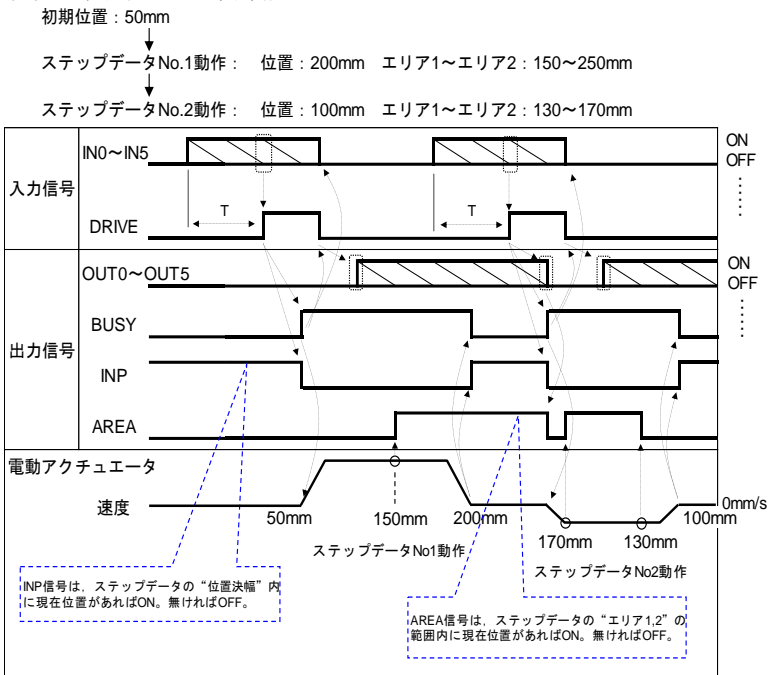 初期位置：50mm
ステップデータNo.1動作： 位置：200mm エリア1～エリア2：150～250mm
ステップデータNo.2動作： 位置：100mm エリア1～エリア2：130～170mm
入力信号
IN0～IN5
ON
OFF
T
T
DRIVE
出力信号
OUT0～OUT5
ON
OFF
BUSY
INP
AREA
電動アクチュエータ
速度
0mm/s
50mm
150mm
200mm
100mm
170mm
130mm
ステップデータNo1動作
ステップデータNo2動作
INP信号は，ステップデータの“位置決幅”内
に現在位置があればON。無ければOFF。
AREA信号は，ステップデータの“エリア1,2”の
範囲内に現在位置があればON。無ければOFF。